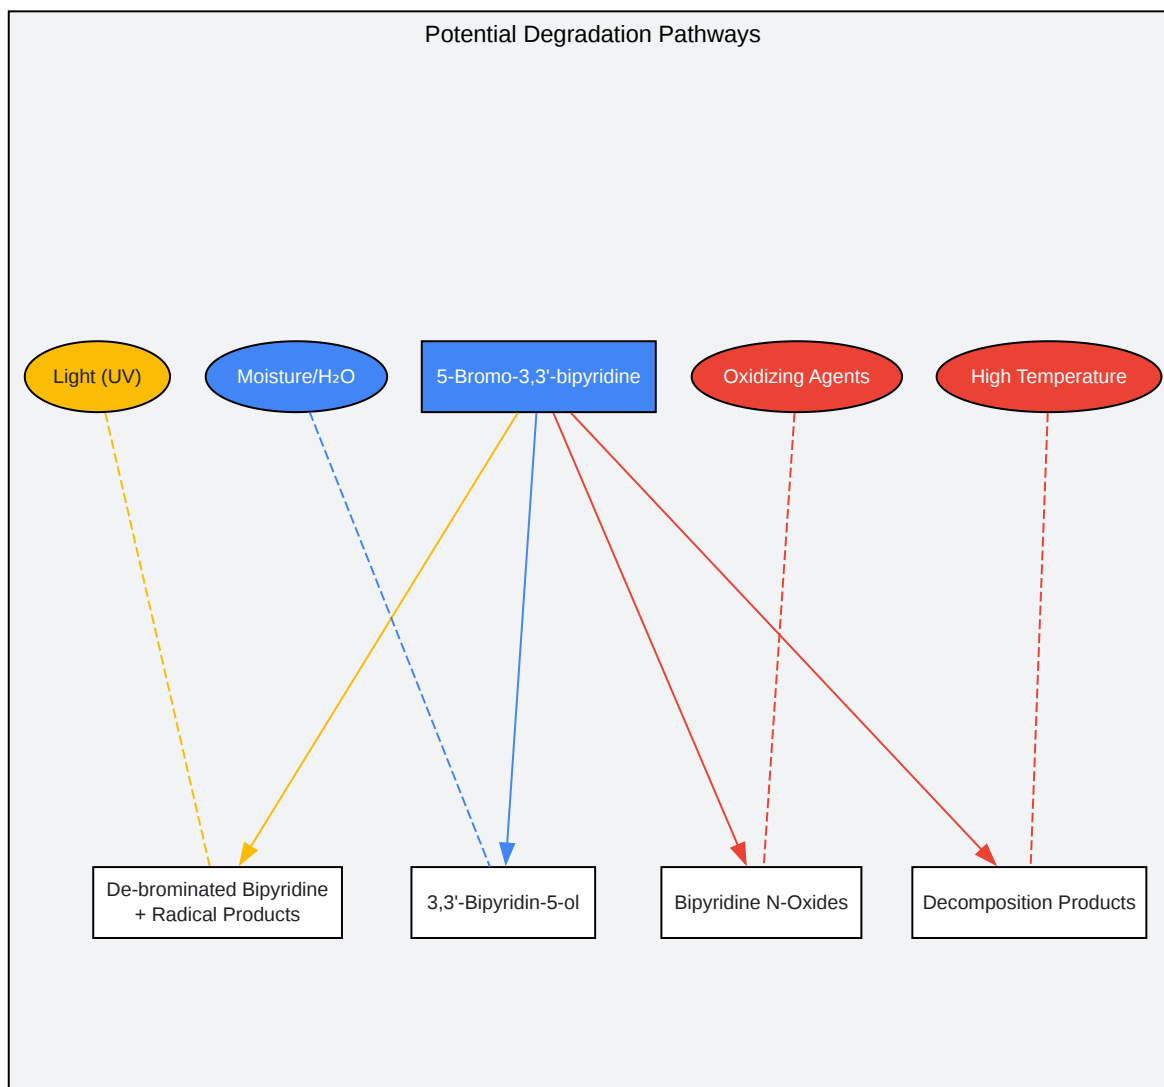 Potential Degradation Pathways
Light (UV)
Moisture/H₂O
5-Bromo-3,3'-bipyridine
Oxidizing Agents
High Temperature
De-brominated Bipyridine
+ Radical Products
3,3'-Bipyridin-5-ol
Bipyridine N-Oxides
Decomposition Products